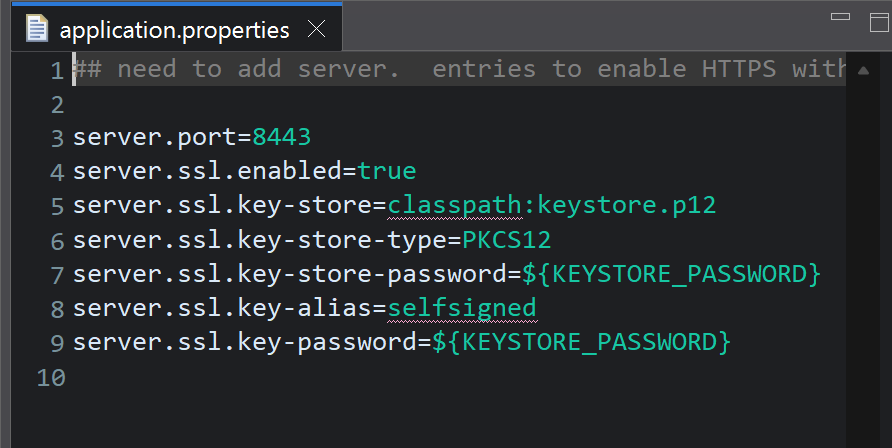 application.properties
1 ## need to add server.  entries to enable HTTPS with
2
3 server.port=8443
4 server.ssl.enabled=true
5 server.ssl.key-store=classpath:keystore.p12
6 server.ssl.key-store-type=PKCS12
7 server.ssl.key-store-password=${KEYSTORE_PASSWORD}
8 server.ssl.key-alias=selfsigned
9 server.ssl.key-password=${KEYSTORE_PASSWORD}
10